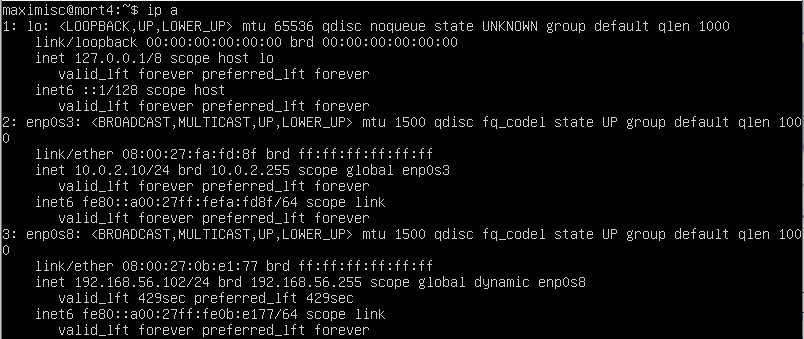 maximisc@mort4:~$ ip a
1: lo: <LOOPBACK,UP,LOWER_UP> mtu 65536 qdisc noqueue state UNKNOWN group default qlen 1000
    link/loopback 00:00:00:00:00:00 brd 00:00:00:00:00:00
    inet 127.0.0.1/8 scope host lo
       valid_lft forever preferred_lft forever
    inet6 ::1/128 scope host
       valid_lft forever preferred_lft forever
2: enp0s3: <BROADCAST,MULTICAST,UP,LOWER_UP> mtu 1500 qdisc fq_codel state UP group default qlen 100
0
    link/ether 08:00:27:fa:fd:8f brd ff:ff:ff:ff:ff:ff
    inet 10.0.2.10/24 brd 10.0.2.255 scope global enp0s3
       valid_lft forever preferred_lft forever
    inet6 fe80::a00:27ff:fefa:fd8f/64 scope link
       valid_lft forever preferred_lft forever
3: enp0s8: <BROADCAST,MULTICAST,UP,LOWER_UP> mtu 1500 qdisc fq_codel state UP group default qlen 100
0
    link/ether 08:00:27:0b:e1:77 brd ff:ff:ff:ff:ff:ff
    inet 192.168.56.102/24 brd 192.168.56.255 scope global dynamic enp0s8
       valid_lft 429sec preferred_lft 429sec
    inet6 fe80::a00:27ff:fe0b:e177/64 scope link
       valid_lft forever preferred_lft forever